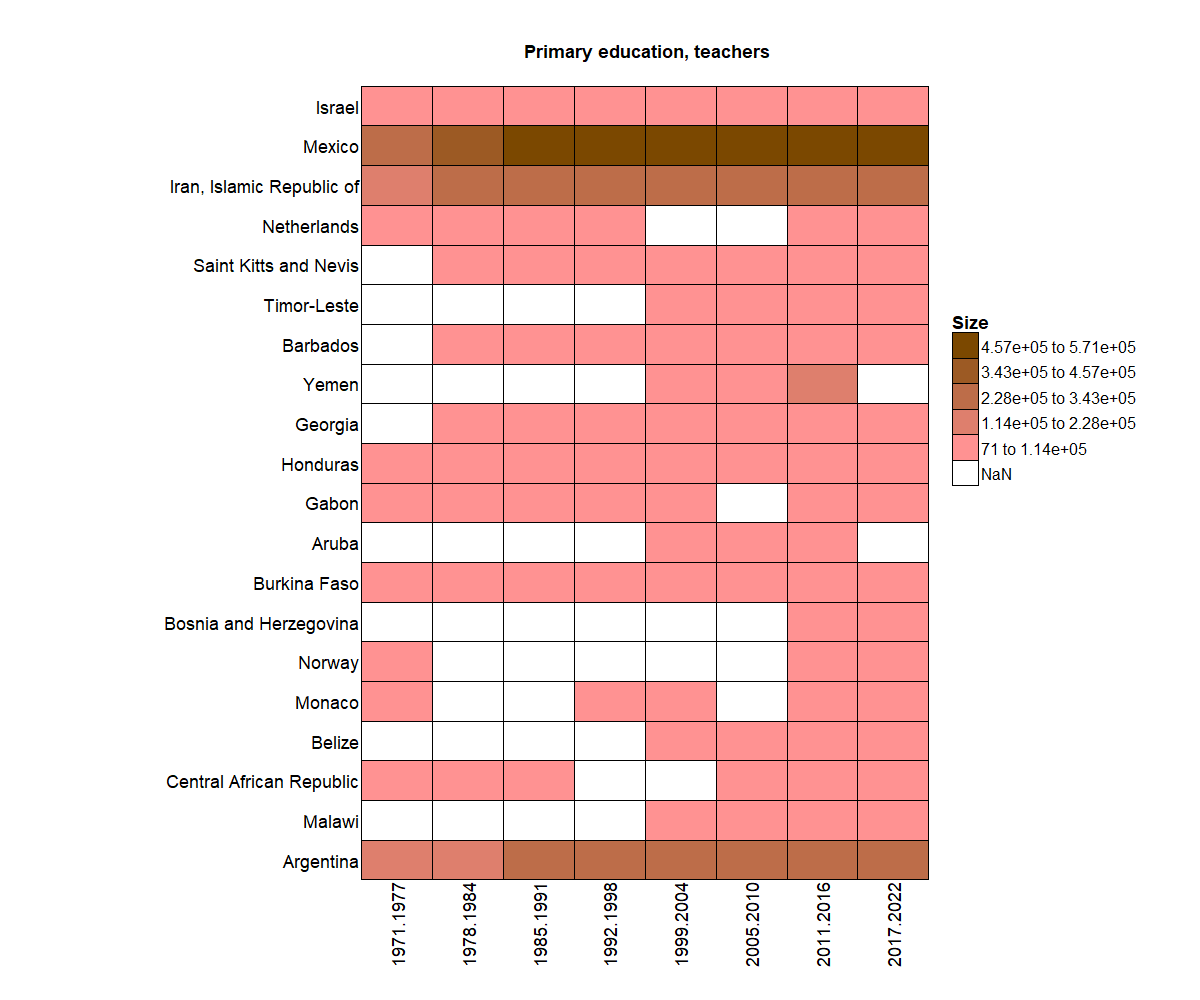 Primary education, teachers
Israel
Mexico
Iran, Islamic Republic of
Netherlands
Saint Kitts and Nevis
Timor-Leste
Barbados
Yemen
Georgia
Honduras
Gabon
Aruba
Burkina Faso
Bosnia and Herzegovina
Norway
Monaco
Belize
Central African Republic
Malawi
Argentina
1971.1977
1978.1984
1985.1991
1992.1998
1999.2004
2005.2010
2011.2016
2017.2022
Size
4.57e+05 to 5.71e+05
3.43e+05 to 4.57e+05
2.28e+05 to 3.43e+05
1.14e+05 to 2.28e+05
71 to 1.14e+05
NaN